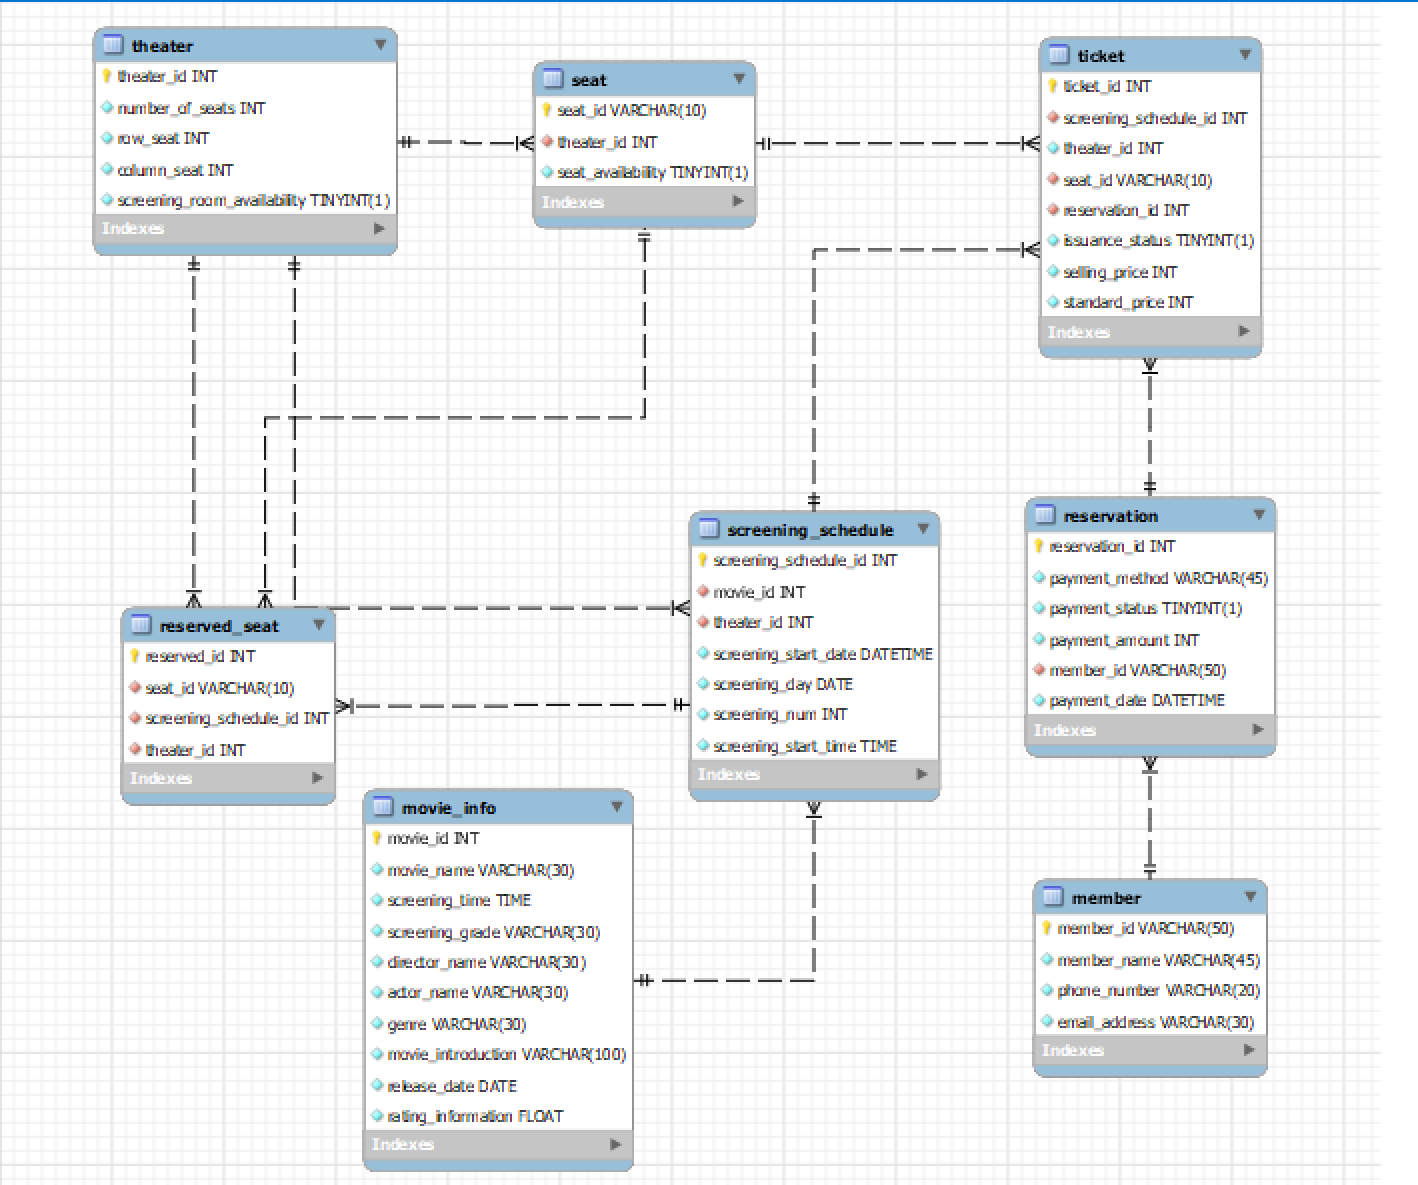 theater
theater_id INT
number_of_seats INT
row_seat INT
column_seat INT
screening_room_availability TINYINT(1)
Indexes
seat
seat_id VARCHAR(10)
theater_id INT
seat_availability TINYINT(1)
Indexes
ticket
ticket_id INT
screening_schedule_id INT
theater_id INT
seat_id VARCHAR(10)
reservation_id INT
issuance_status TINYINT(1)
selling_price INT
standard_price INT
Indexes
reserved_seat
reserved_id INT
seat_id VARCHAR(10)
screening_schedule_id INT
theater_id INT
Indexes
screening_schedule
screening_schedule_id INT
movie_id INT
theater_id INT
screening_start_date DATETIME
screening_day DATE
screening_num INT
screening_start_time TIME
Indexes
reservation
reservation_id INT
payment_method VARCHAR(45)
payment_status TINYINT(1)
payment_amount INT
member_id VARCHAR(50)
payment_date DATETIME
Indexes
movie_info
movie_id INT
movie_name VARCHAR(30)
screening_time TIME
screening_grade VARCHAR(30)
director_name VARCHAR(30)
actor_name VARCHAR(30)
genre VARCHAR(30)
movie_introduction VARCHAR(100)
release_date DATE
rating_information FLOAT
Indexes
member
member_id VARCHAR(50)
member_name VARCHAR(45)
phone_number VARCHAR(20)
email_address VARCHAR(30)
Indexes